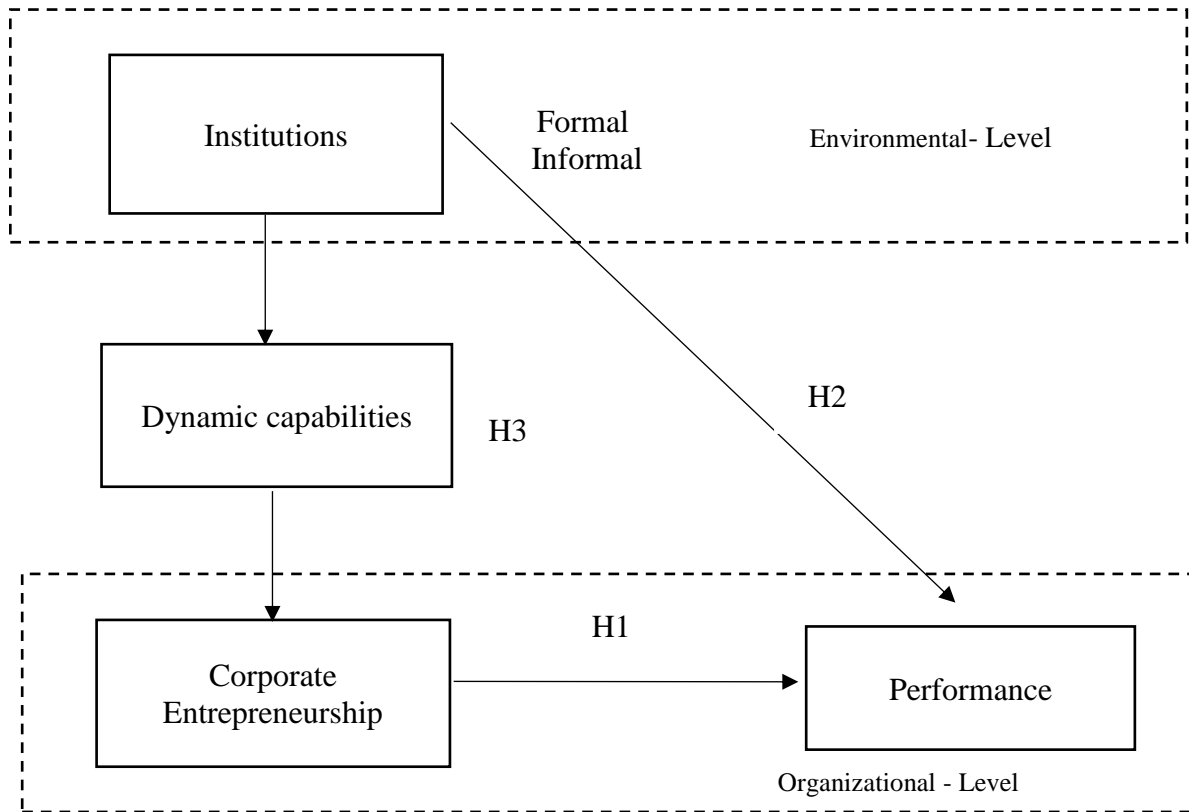 Institutions
Formal
Informal
Environmental- Level
Dynamic capabilities
H3
H2
Corporate
Entrepreneurship
H1
Performance
Organizational - Level